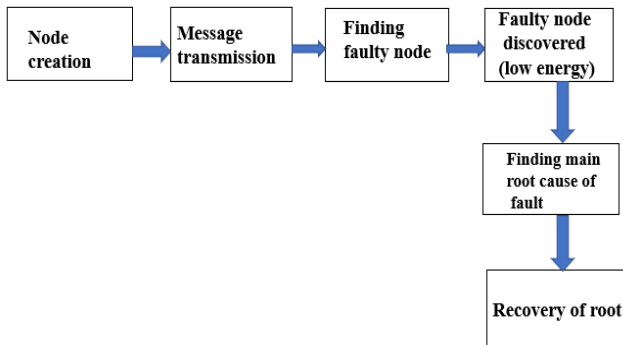 Node
creation
Message
transmission
Finding
faulty node
Faulty node
discovered
(low energy)
Finding main
root cause of
fault
Recovery of root